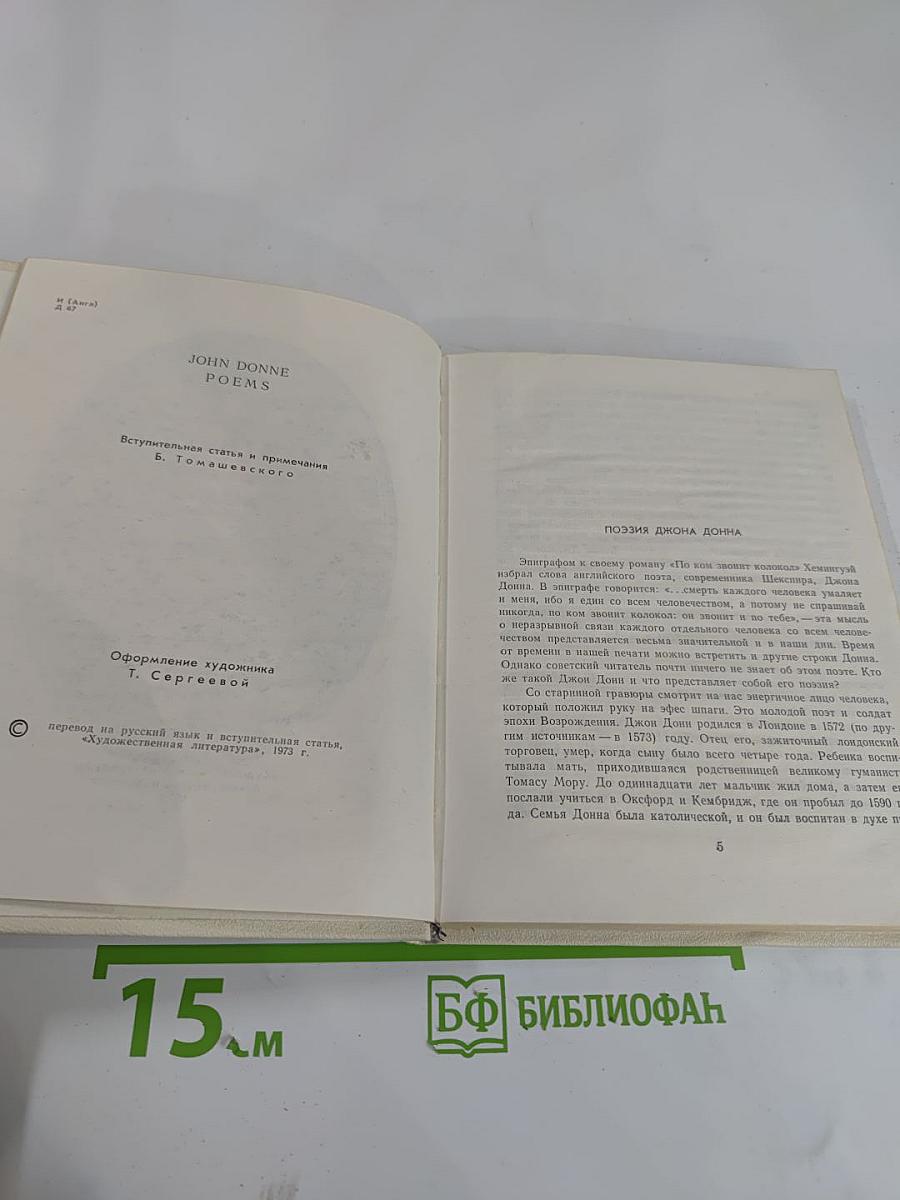 И (Англ)
Д 67
JOHN DONNE
POEMS
Вступительная статья и примечания
Б. Томашевского
Оформление художника
Т. Сергеевой
© перевод на русский язык и вступительная статья,
«Художественная литература», 1973 г.
ПОЭЗИЯ ДЖОНА ДОННА
Эпиграфом к своему роману «По ком звонит колокол» Хемингуэй
избрал слова английского поэта, современника Шекспира, Джона
Донна. В эпиграфе говорится: «...смерть каждого человека умаляет
и меня, ибо я един со всем человечеством, а потому не спрашивай
никогда, по ком звонит колокол: он звонит и по тебе»,— эта мысль
о неразрывной связи каждого отдельного человека со всем челове-
чеством представляется весьма значительной и в наши дни. Время
от времени в нашей печати можно встретить и другие строки Донна.
Однако советский читатель почти ничего не знает об этом поэте. Кто
же такой Джон Донн и что представляет собой его поэзия?
Со старинной гравюры смотрит на нас энергичное лицо человека,
который положил руку на эфес шпаги. Это молодой поэт и солдат
эпохи Возрождения. Джон Донн родился в Лондоне в 1572 (по дру-
гим источникам — в 1573) году. Отец его, зажиточный лондонский
торговец, умер, когда сыну было всего четыре года. Ребенка воспи-
тывала мать, приходившаяся родственницей великому гуманист
Томасу Мору. До одиннадцати лет мальчик жил дома, а затем е
послали учиться в Оксфорд и Кембридж, где он пробыл до 1590 г
да. Семья Донна была католической, и он был воспитан в духе п
5
15 см
БФ БИБЛИОФАН